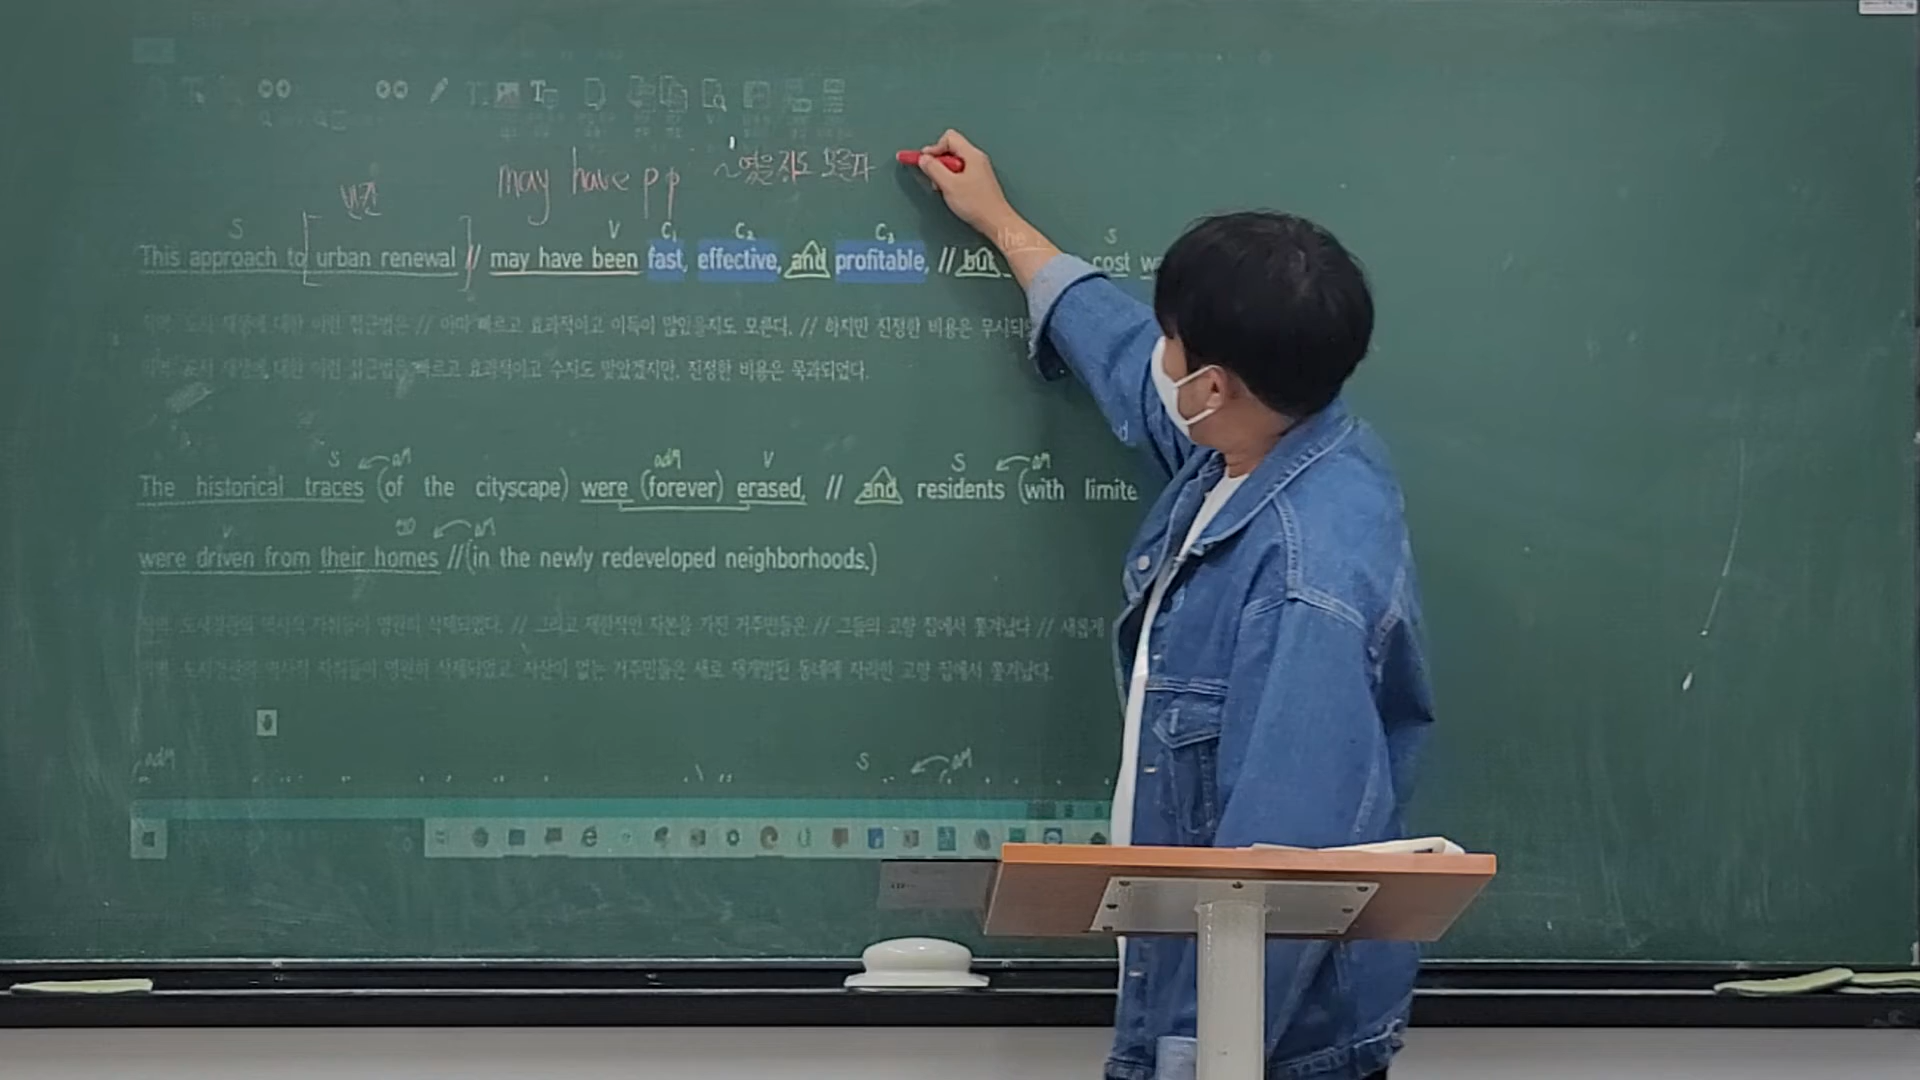 may have pp ~였을지도 모른다
빈칸
S V C₁ C₂ C₃ S
This approach to [urban renewal] // may have been fast, effective, and profitable, // but the cost
도시 재생에 대한 이런 접근법은 // 아마 빠르고 효과적이고 이득이 많았을지도 모른다. // 하지만 진정한 비용은 무시되
도시 재생에 대한 이런 접근법은 빠르고 효과적이고 수지도 맞았겠지만, 진정한 비용은 묵과되었다.
S V S
The historical traces (of the cityscape) were (forever) erased, // and residents (with limite
V
were driven from their homes // (in the newly redeveloped neighborhoods.)
도시경관의 역사적 자취들이 영원히 삭제되었다. // 그리고 제한적인 자본을 가진 거주민들은 // 그들의 고향 집에서 쫓겨났다 // 새롭게
도시경관의 역사적 자취들이 영원히 삭제되었고, 자산이 없는 거주민들은 새로 재개발된 동네에 자리한 고향 집에서 쫓겨났다.
S